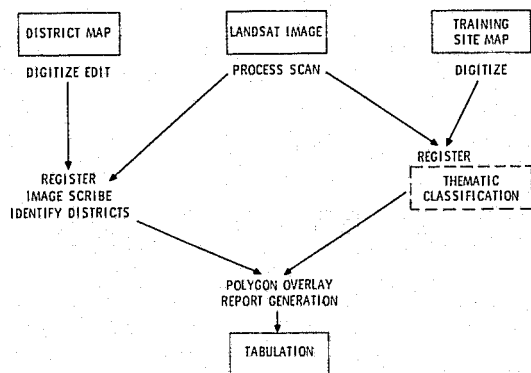 DISTRICT MAP
DIGITIZE EDIT
LANDSAT IMAGE
PROCESS SCAN
TRAINING
SITE MAP
DIGITIZE
REGISTER
IMAGE SCRIBE
IDENTIFY DISTRICTS
REGISTER
THEMATIC
CLASSIFICATION
POLYGON OVERLAY
REPORT GENERATION
TABULATION